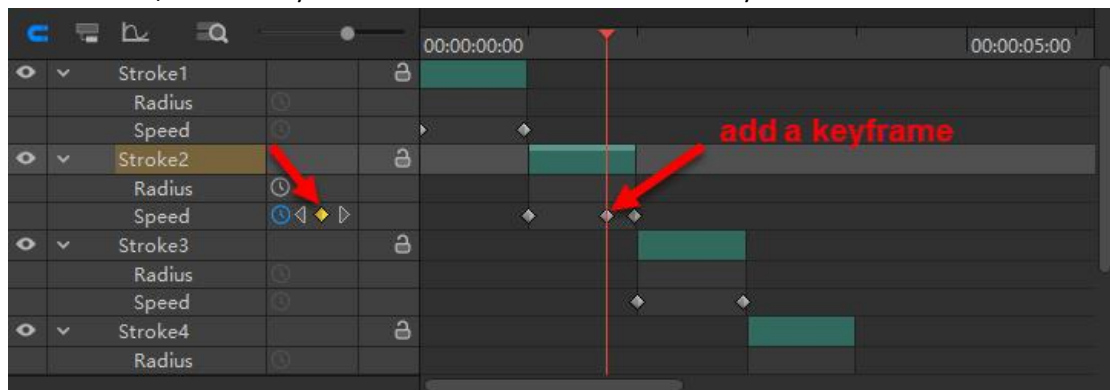 00:00:00:00 00:00:05:00
Stroke1
Radius
Speed
add a keyframe
Stroke2
Radius
Speed
Stroke3
Radius
Speed
Stroke4
Radius